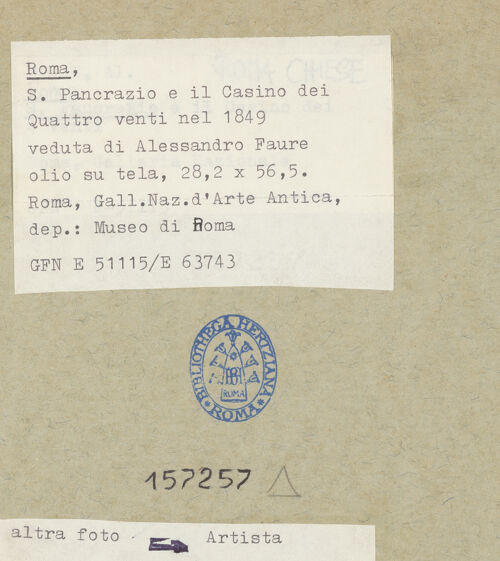 Roma,
S. Pancrazio e il Casino dei
Quattro venti nel 1849
veduta di Alessandro Faure
olio su tela, 28,2 x 56,5.
Roma, Gall.Naz.d'Arte Antica,
dep.: Museo di Roma
GFN E 51115/E 63743
BIBLIOTHECA HERTZIANA
ROMA
ROMA
157257
altra foto Artista